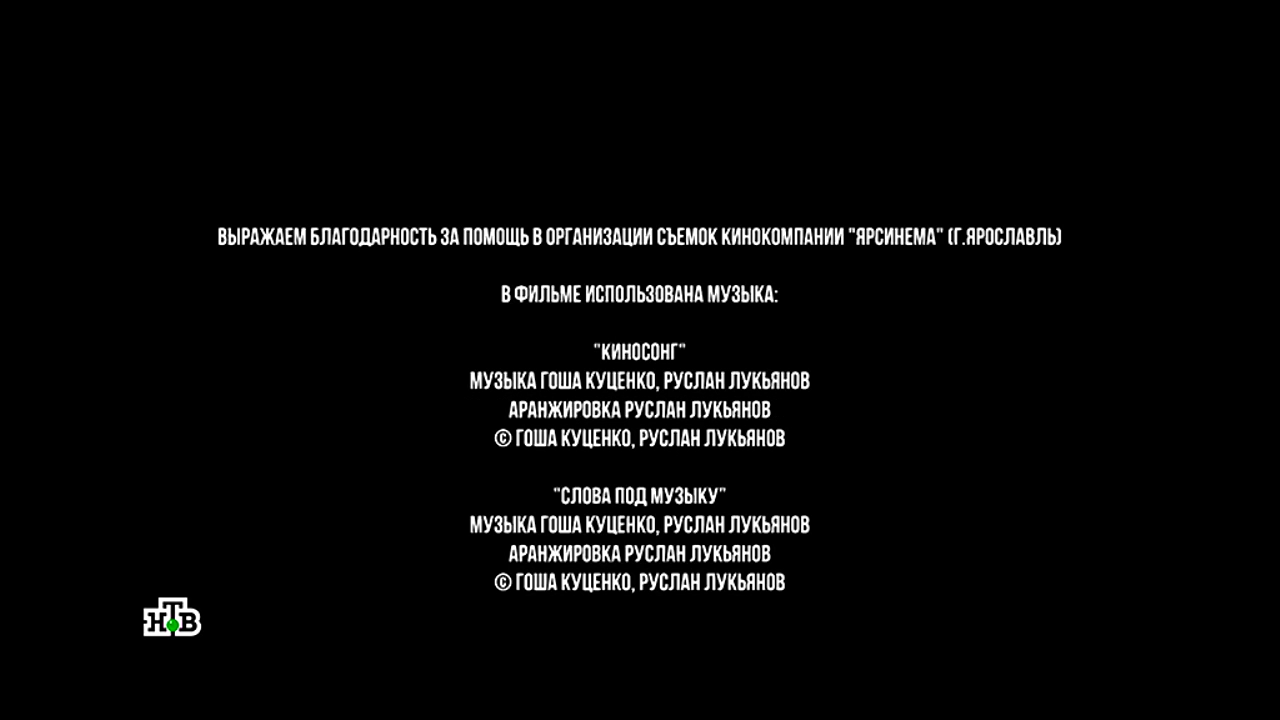 ВЫРАЖАЕМ БЛАГОДАРНОСТЬ ЗА ПОМОЩЬ В ОРГАНИЗАЦИИ СЪЕМОК КИНОКОМПАНИИ "ЯРСИНЕМА" (Г.ЯРОСЛАВЛЬ)
В ФИЛЬМЕ ИСПОЛЬЗОВАНА МУЗЫКА:
"КИНОСОНГ"
МУЗЫКА ГОША КУЦЕНКО, РУСЛАН ЛУКЬЯНОВ
АРАНЖИРОВКА РУСЛАН ЛУКЬЯНОВ
© ГОША КУЦЕНКО, РУСЛАН ЛУКЬЯНОВ
"СЛОВА ПОД МУЗЫКУ"
МУЗЫКА ГОША КУЦЕНКО, РУСЛАН ЛУКЬЯНОВ
АРАНЖИРОВКА РУСЛАН ЛУКЬЯНОВ
© ГОША КУЦЕНКО, РУСЛАН ЛУКЬЯНОВ
НТВ